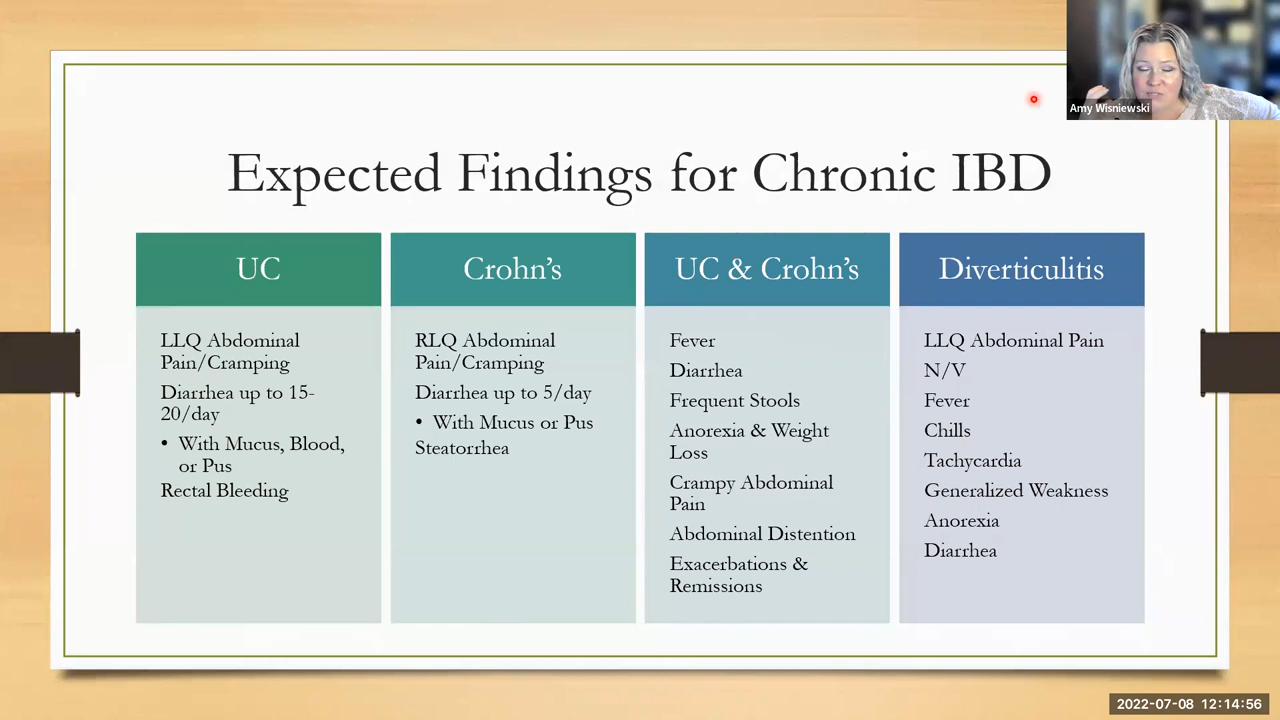 Amy Wisniewski
Expected Findings for Chronic IBD
UC
LLQ Abdominal
Pain/Cramping
Diarrhea up to 15-
20/day
• With Mucus, Blood,
or Pus
Rectal Bleeding
Crohn's
RLQ Abdominal
Pain/Cramping
Diarrhea up to 5/day
• With Mucus or Pus
Steatorrhea
UC & Crohn's
Fever
Diarrhea
Frequent Stools
Anorexia & Weight
Loss
Crampy Abdominal
Pain
Abdominal Distention
Exacerbations &
Remissions
Diverticulitis
LLQ Abdominal Pain
N/V
Fever
Chills
Tachycardia
Generalized Weakness
Anorexia
Diarrhea
2022-07-08 12:14:56